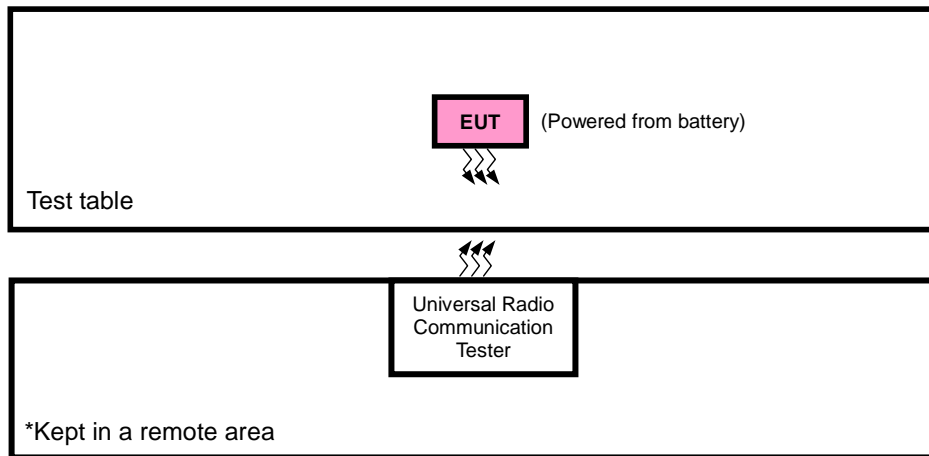 EUT
(Powered from battery)
Test table
Universal Radio
Communication
Tester
*Kept in a remote area